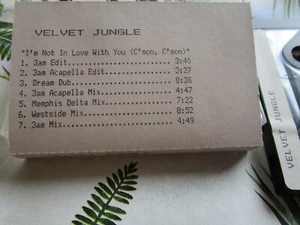 VELVET JUNGLE
"I'm Not In Love With You (C'mon, C'mon)"
1. 3am Edit..................... 3:40
2. 3am Acapella Edit............ 3:27
3. Dream Dub.................... 8:36
4. 3am Acapella Mix............. 4:47
5. Memphis Delta Mix............ 7:22
6. Westside Mix................. 8:52
7. 3am Mix...................... 4:49
VELVET JUNGLE